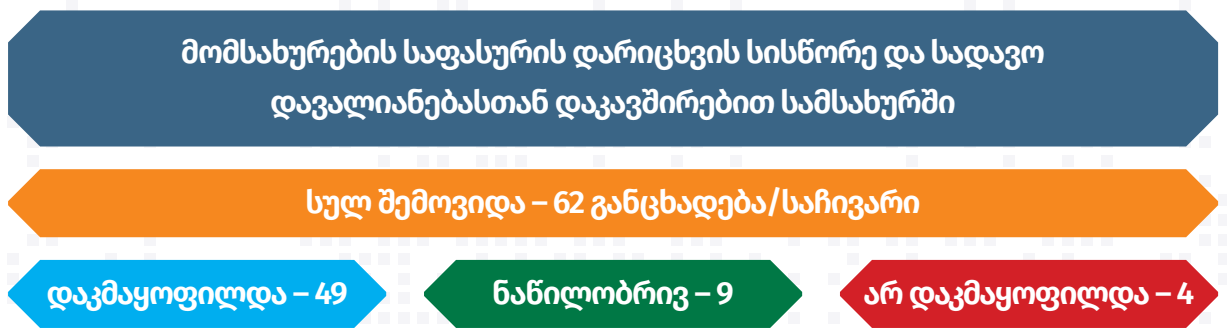 მომსახურების საფასურის დარიცხვის სისწორე და სადავო
დავალიანებასთან დაკავშირებით სამსახურში
სულ შემოვიდა – 62 განცხადება/საჩივარი
დაკმაყოფილდა – 49
ნაწილობრივ – 9
არ დაკმაყოფილდა – 4